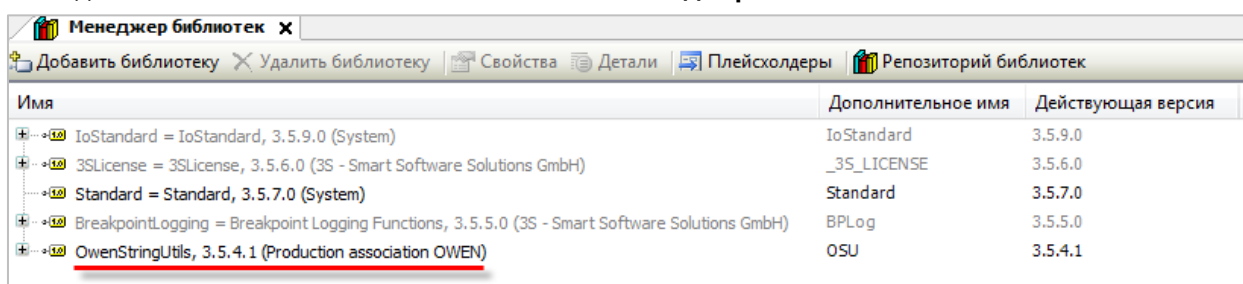 Менеджер библиотек
Добавить библиотеку Удалить библиотеку Свойства Детали Плейсхолдеры Репозиторий библиотек
Имя Дополнительное имя Действующая версия
IoStandard = IoStandard, 3.5.9.0 (System) IoStandard 3.5.9.0
3SLicense = 3SLicense, 3.5.6.0 (3S - Smart Software Solutions GmbH) _3S_LICENSE 3.5.6.0
Standard = Standard, 3.5.7.0 (System) Standard 3.5.7.0
BreakpointLogging = Breakpoint Logging Functions, 3.5.5.0 (3S - Smart Software Solutions GmbH) BPLog 3.5.5.0
OwenStringUtils, 3.5.4.1 (Production association OWEN) OSU 3.5.4.1